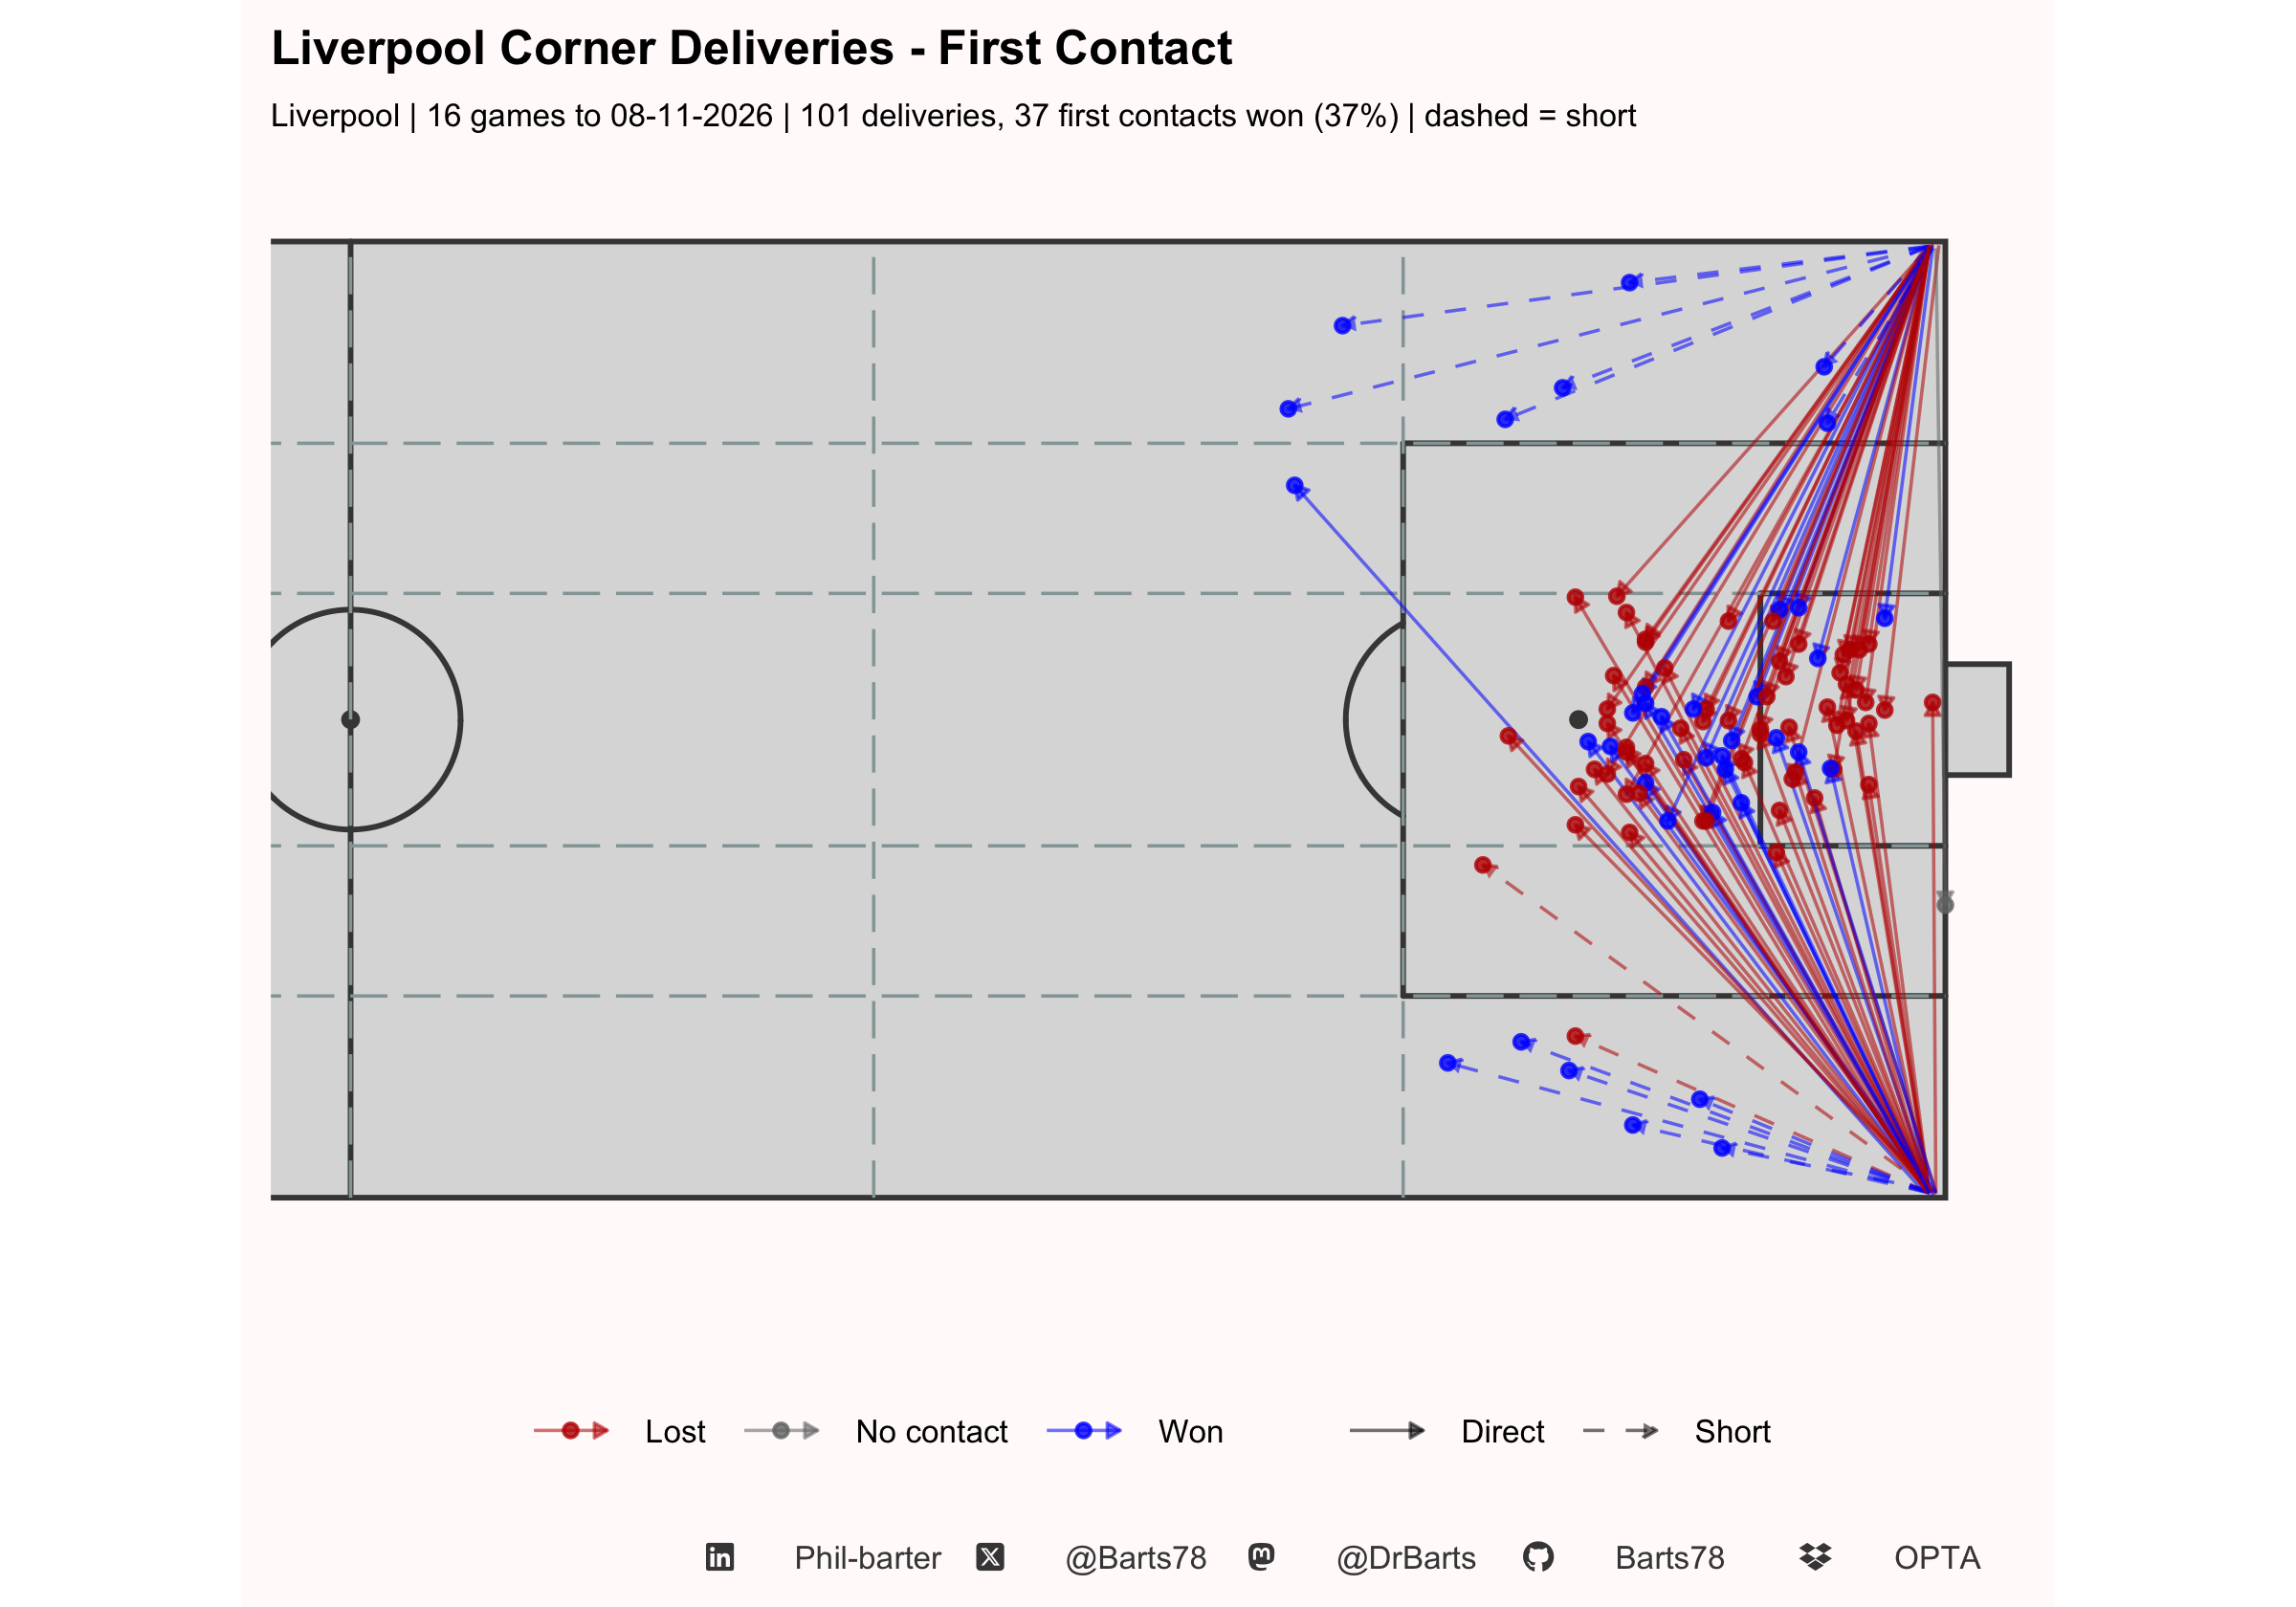 Liverpool Corner Deliveries - First Contact
Liverpool | 16 games to 08-11-2026 | 101 deliveries, 37 first contacts won (37%) | dashed = short
Lost No contact Won Direct Short
Phil-barter @Barts78 @DrBarts Barts78 OPTA